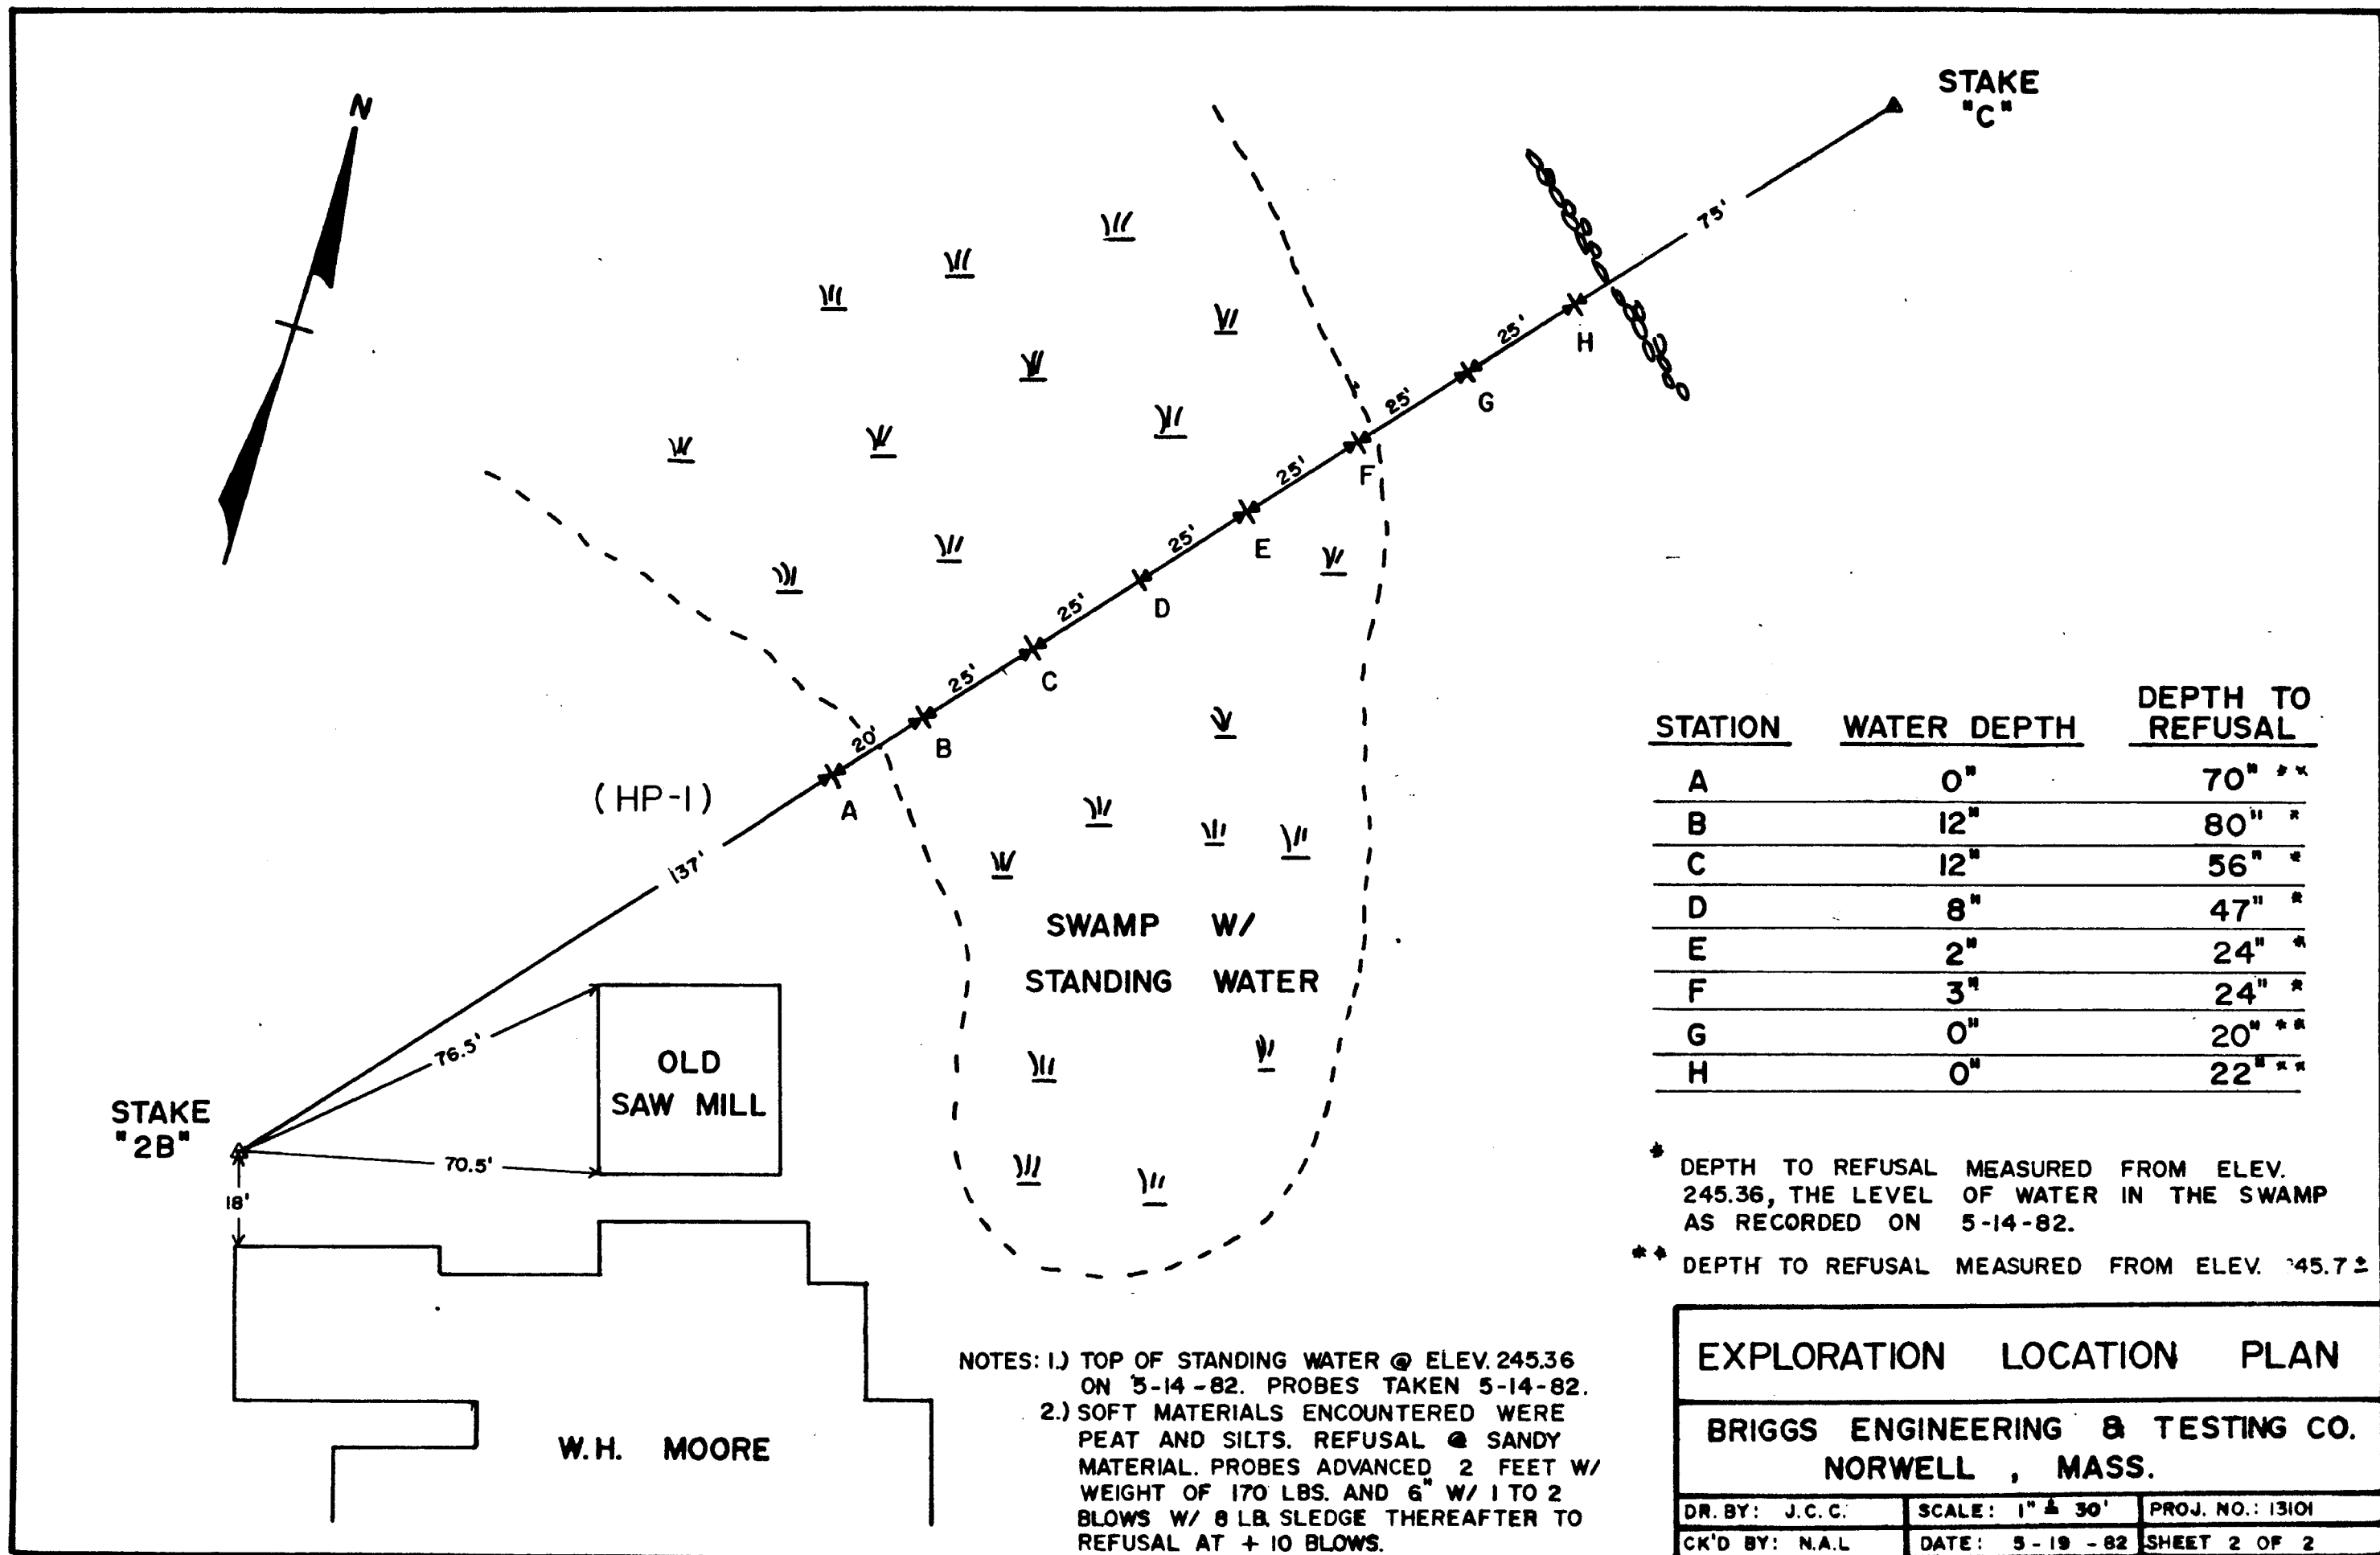 N
STAKE
"C"
75'
H
25'
G
25'
F
25'
E
25'
D
25'
C
25'
B
20'
A
(HP-1)
137'
76.5'
70.5'
18'
STAKE
"2B"
OLD
SAW MILL
SWAMP W/
STANDING WATER
W.H. MOORE
STATION WATER DEPTH DEPTH TO
REFUSAL
A 0" 70" **
B 12" 80" *
C 12" 56" *
D 8" 47" *
E 2" 24" *
F 3" 24" *
G 0" 20" **
H 0" 22" **
* DEPTH TO REFUSAL MEASURED FROM ELEV.
245.36, THE LEVEL OF WATER IN THE SWAMP
AS RECORDED ON 5-14-82.
** DEPTH TO REFUSAL MEASURED FROM ELEV. 45.7 ±
NOTES: 1.) TOP OF STANDING WATER @ ELEV. 245.36
ON 5-14-82. PROBES TAKEN 5-14-82.
2.) SOFT MATERIALS ENCOUNTERED WERE
PEAT AND SILTS. REFUSAL @ SANDY
MATERIAL. PROBES ADVANCED 2 FEET W/
WEIGHT OF 170 LBS. AND 6" W/ 1 TO 2
BLOWS W/ 8 LB. SLEDGE THEREAFTER TO
REFUSAL AT + 10 BLOWS.
EXPLORATION LOCATION PLAN
BRIGGS ENGINEERING & TESTING CO.
NORWELL, MASS.
DR. BY: J.C.C. SCALE: 1" ≐ 30' PROJ. NO.: 13101
CK'D BY: N.A.L DATE: 5-19-82 SHEET 2 OF 2